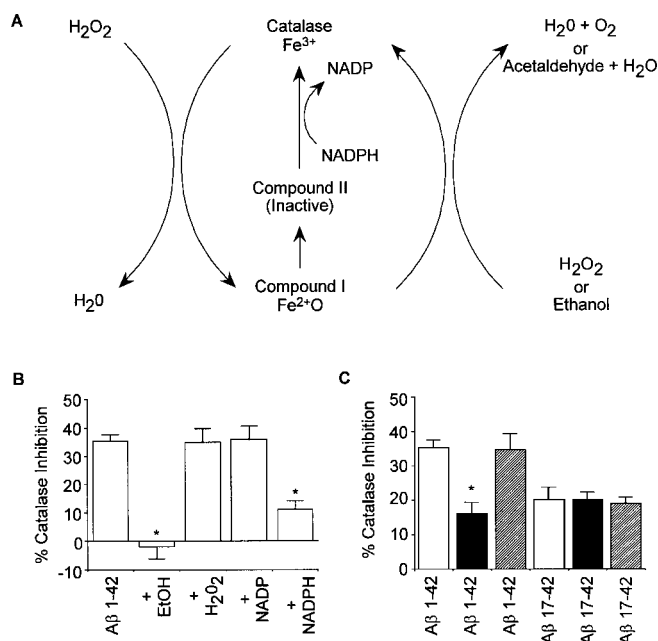 A
H2O2
Catalase
Fe3+
H20 + O2
or
Acetaldehyde + H2O
NADP
NADPH
Compound II
(Inactive)
H20
Compound I
Fe2+O
H2O2
or
Ethanol
B
% Catalase Inhibition
50
40
30
20
10
0
-10
*
*
Aβ 1-42
+ EtOH
+ H2O2
+ NADP
+ NADPH
C
% Catalase Inhibition
50
40
30
20
10
0
*
Aβ 1-42
Aβ 1-42
Aβ 1-42
Aβ 17-42
Aβ 17-42
Aβ 17-42